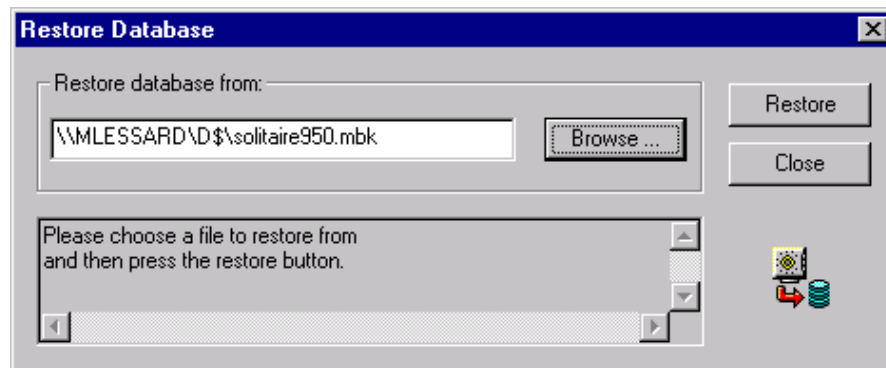 Restore Database
Restore database from:
\\MLESSARD\D$\solitaire950.mbk
Browse ...
Restore
Close
Please choose a file to restore from
and then press the restore button.